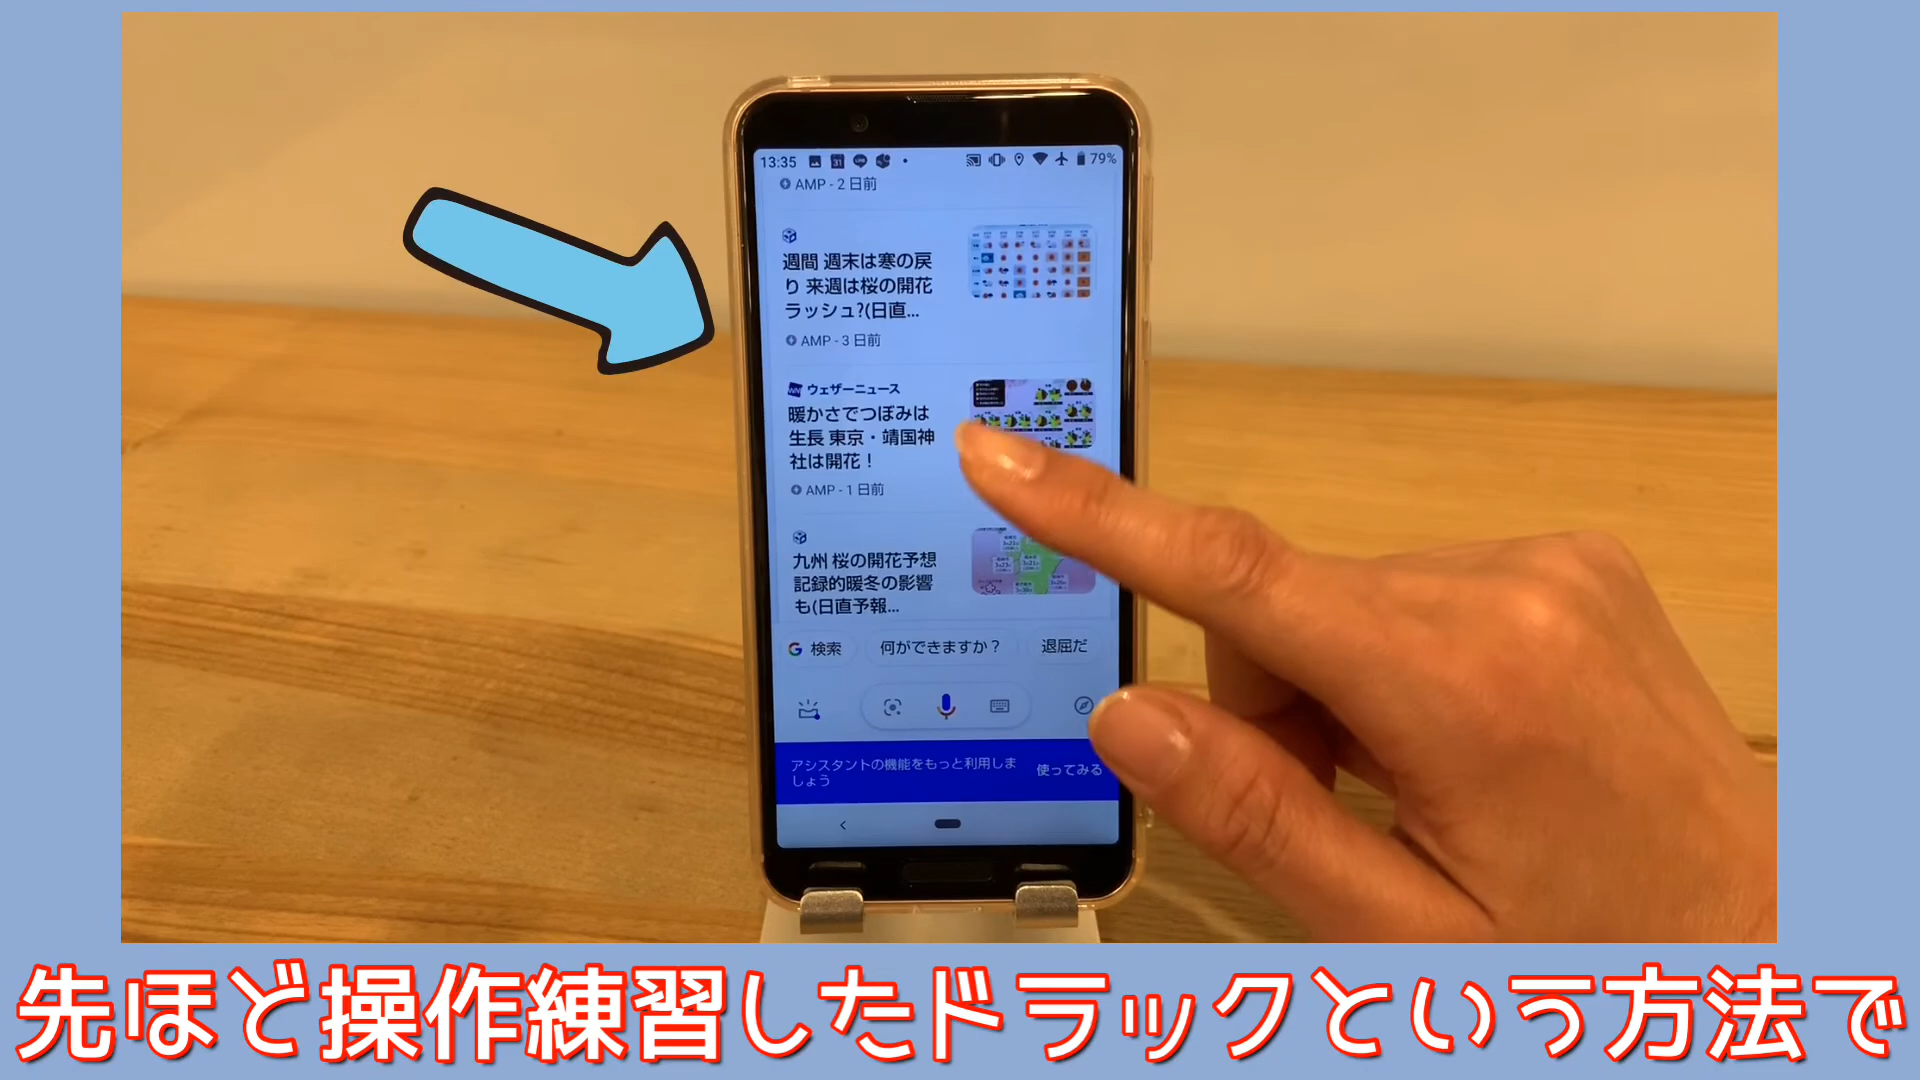 13:35
79%
AMP - 2 日前
週間 週末は寒の戻
り 来週は桜の開花
ラッシュ?(日直...
AMP - 3 日前
ウェザーニュース
暖かさでつぼみは
生長 東京・靖国神
社は開花！
AMP - 1 日前
九州 桜の開花予想
記録的暖冬の影響
も(日直予報...
検索
何ができますか？
退屈だ
アシスタントの機能をもっと利用しま
しょう
使ってみる
先ほど操作練習したドラックという方法で